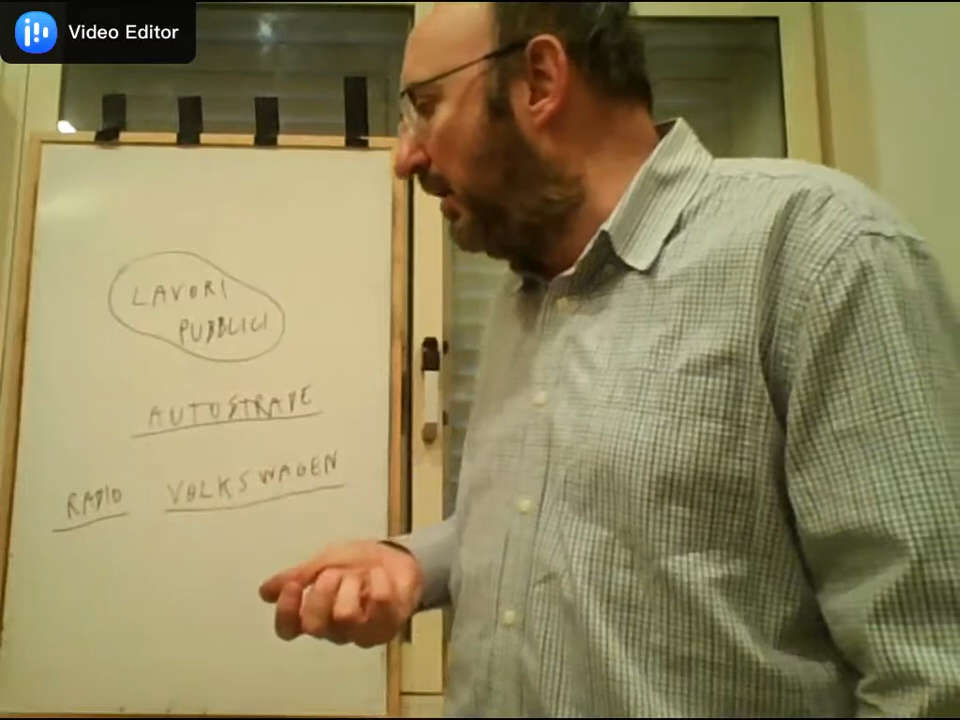 Video Editor
LAVORI
PUBBLICI
AUTOSTRADE
RADIO VOLKSWAGEN